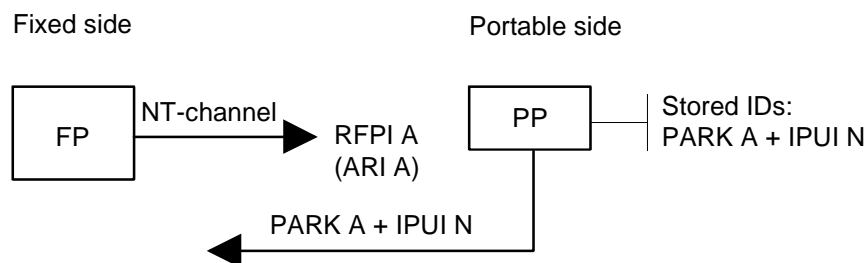 Fixed side
Portable side
FP
NT-channel
RFPI A
(ARI A)
PP
Stored IDs:
PARK A + IPUI N
PARK A + IPUI N